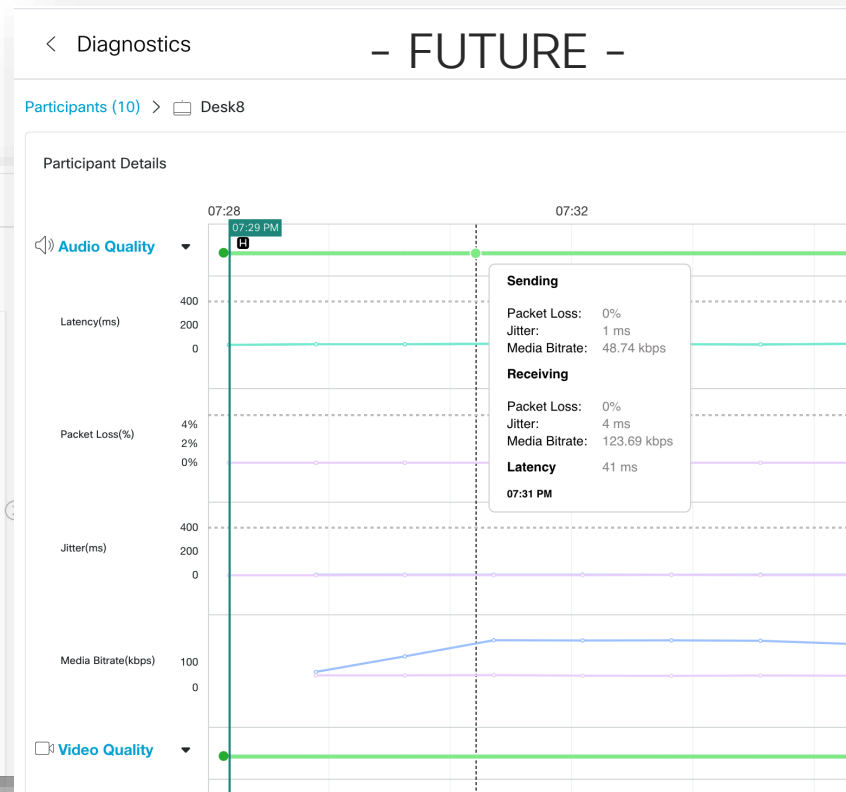 Diagnostics
- FUTURE -
Participants (10) > Desk8
Participant Details
07:28
07:32
07:29 PM
H
Audio Quality
Sending
Packet Loss: 0%
Jitter: 1 ms
Media Bitrate: 48.74 kbps
Receiving
Packet Loss: 0%
Jitter: 4 ms
Media Bitrate: 123.69 kbps
Latency 41 ms
07:31 PM
400
Latency(ms)
200
0
4%
Packet Loss(%)
2%
0%
400
Jitter(ms)
200
0
Media Bitrate(kbps)
100
0
Video Quality